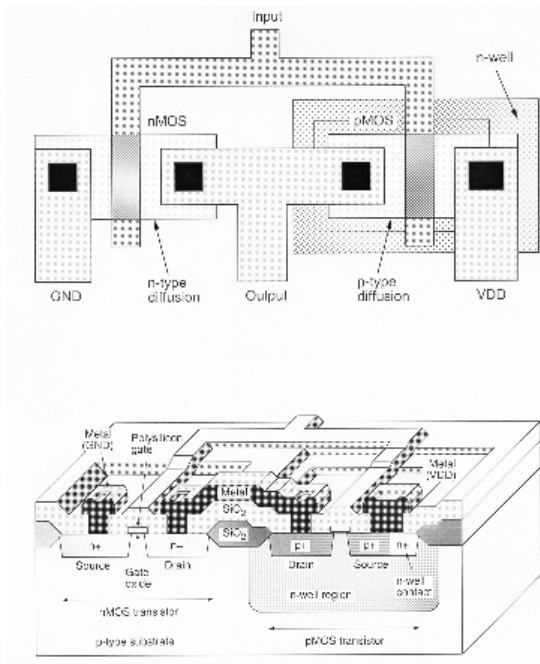 Input
n-well
nMOS
pMOS
n-type
diffusion
p-type
diffusion
GND
Output
VDD
Metal
(GND)
Polysilicon
gate
Metal
(VDD)
Metal
SiO2
SiO2
n+
n+
p+
p+
n+
Source
Drain
Drain
Source
Gate
oxide
n-well
contact
n-well region
nMOS transistor
pMOS transistor
p-type substrate